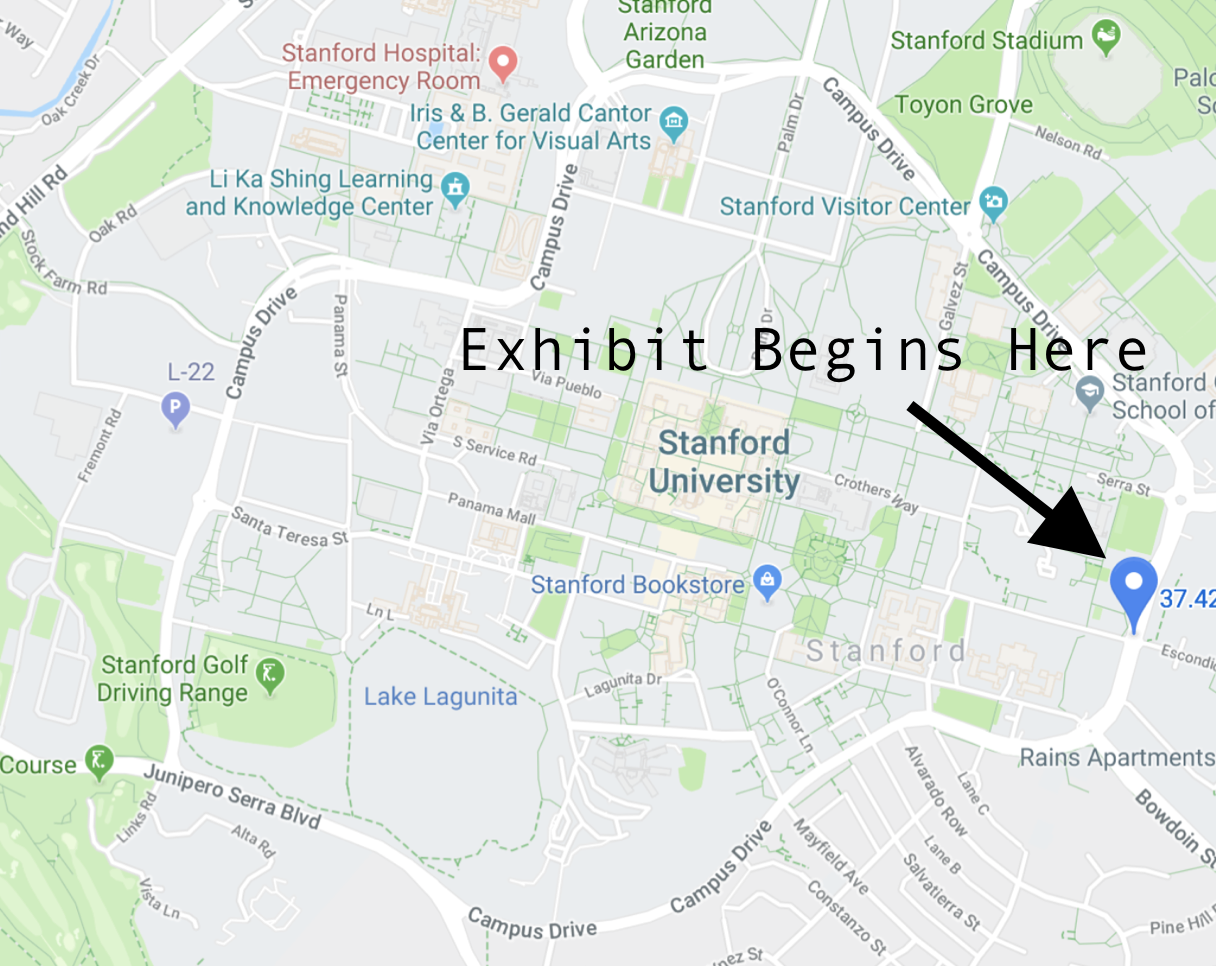 Way
Oak Creek Dr
Stanford
Arizona
Garden
Stanford Hospital:
Emergency Room
Iris & B. Gerald Cantor
Center for Visual Arts
Palm Dr
Campus Drive
Stanford Stadium
Toyon Grove
Nelson Rd
nd Hill Rd
Li Ka Shing Learning
and Knowledge Center
Oak Rd
Stock Farm Rd
Campus Drive
Stanford Visitor Center
Campus Drive
Galvez St
Campus Drive
Panama St
Exhibit Begins Here
L-22
P
Via Ortega
Via Pueblo
Stanford
School of
Fremont Rd
S Service Rd
Stanford
University
Crothers Way
Serra St
Panama Mall
Santa Teresa St
Stanford Bookstore
37.42
Ln L
Stanford
Escondic
Stanford Golf
Driving Range
Lake Lagunita
Lagunita Dr
O'Connor Ln
Course
Rains Apartments
Junipero Serra Blvd
Links Rd
Alta Rd
Vista Ln
Alvarado Row
Lane C
Lane B
Salvatierra St
Bowdoin St
Mayfield Ave
Constanzo St
Campus Drive
Campus Drive
Pine Hill
nez St